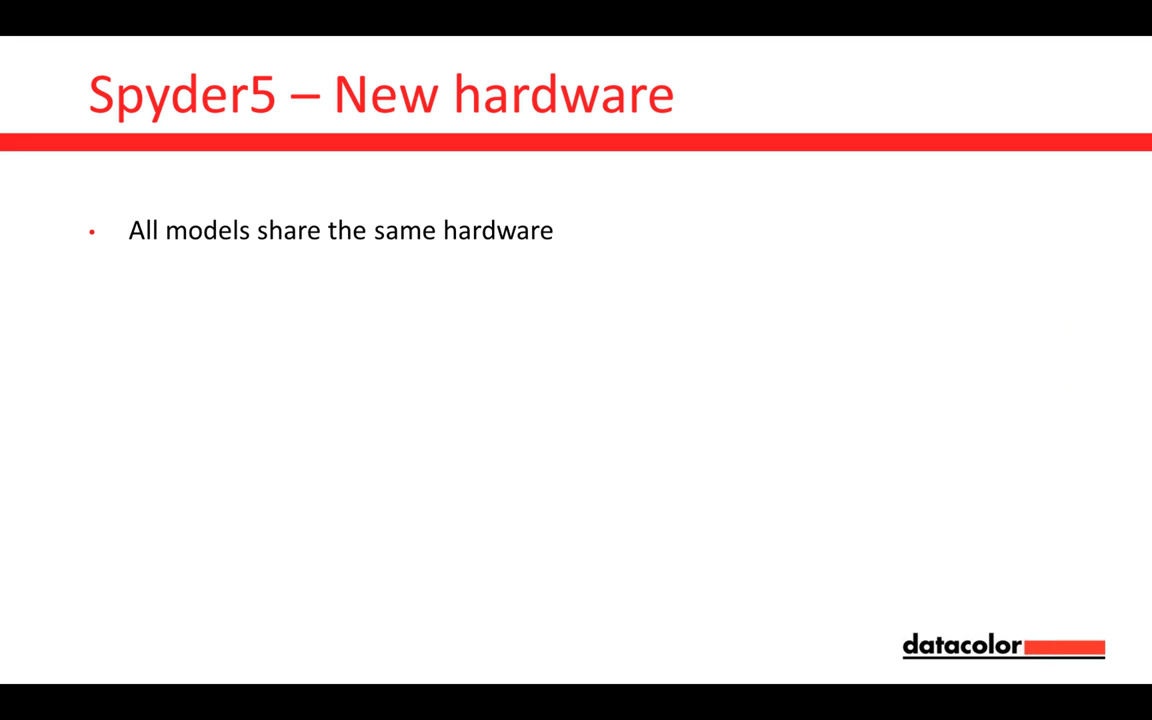 Spyder5 – New hardware
• All models share the same hardware
datacolor